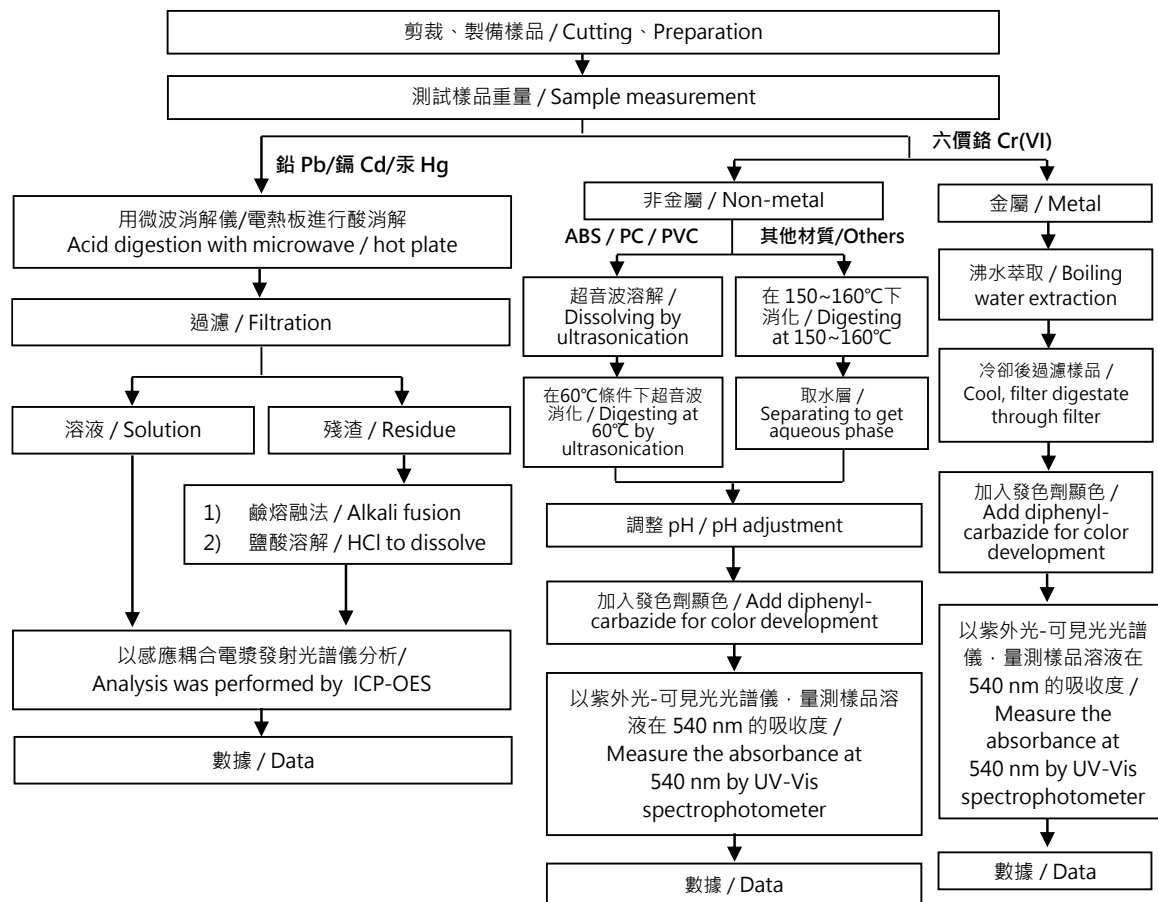 剪裁、製備樣品 / Cutting、Preparation
測試樣品重量 / Sample measurement
鉛 Pb/鎘 Cd/汞 Hg
六價鉻 Cr(VI)
用微波消解儀/電熱板進行酸消解
Acid digestion with microwave / hot plate
過濾 / Filtration
溶液 / Solution
殘渣 / Residue
1) 鹼熔融法 / Alkali fusion
2) 鹽酸溶解 / HCl to dissolve
以感應耦合電漿發射光譜儀分析/
Analysis was performed by ICP-OES
數據 / Data
非金屬 / Non-metal
ABS / PC / PVC
其他材質/Others
超音波溶解 /
Dissolving by
ultrasonication
在60℃條件下超音波
消化 / Digesting at
60℃ by
ultrasonication
在 150~160℃下
消化 / Digesting
at 150~160℃
取水層 /
Separating to get
aqueous phase
調整 pH / pH adjustment
加入發色劑顯色 / Add diphenyl-
carbazide for color development
以紫外光-可見光光譜儀，量測樣品溶
液在 540 nm 的吸收度 /
Measure the absorbance at
540 nm by UV-Vis
spectrophotometer
數據 / Data
金屬 / Metal
沸水萃取 / Boiling
water extraction
冷卻後過濾樣品 /
Cool, filter digestate
through filter
加入發色劑顯色 /
Add diphenyl-
carbazide for color
development
以紫外光-可見光光譜
儀，量測樣品溶液在
540 nm 的吸收度 /
Measure the
absorbance at
540 nm by UV-Vis
spectrophotometer
數據 / Data